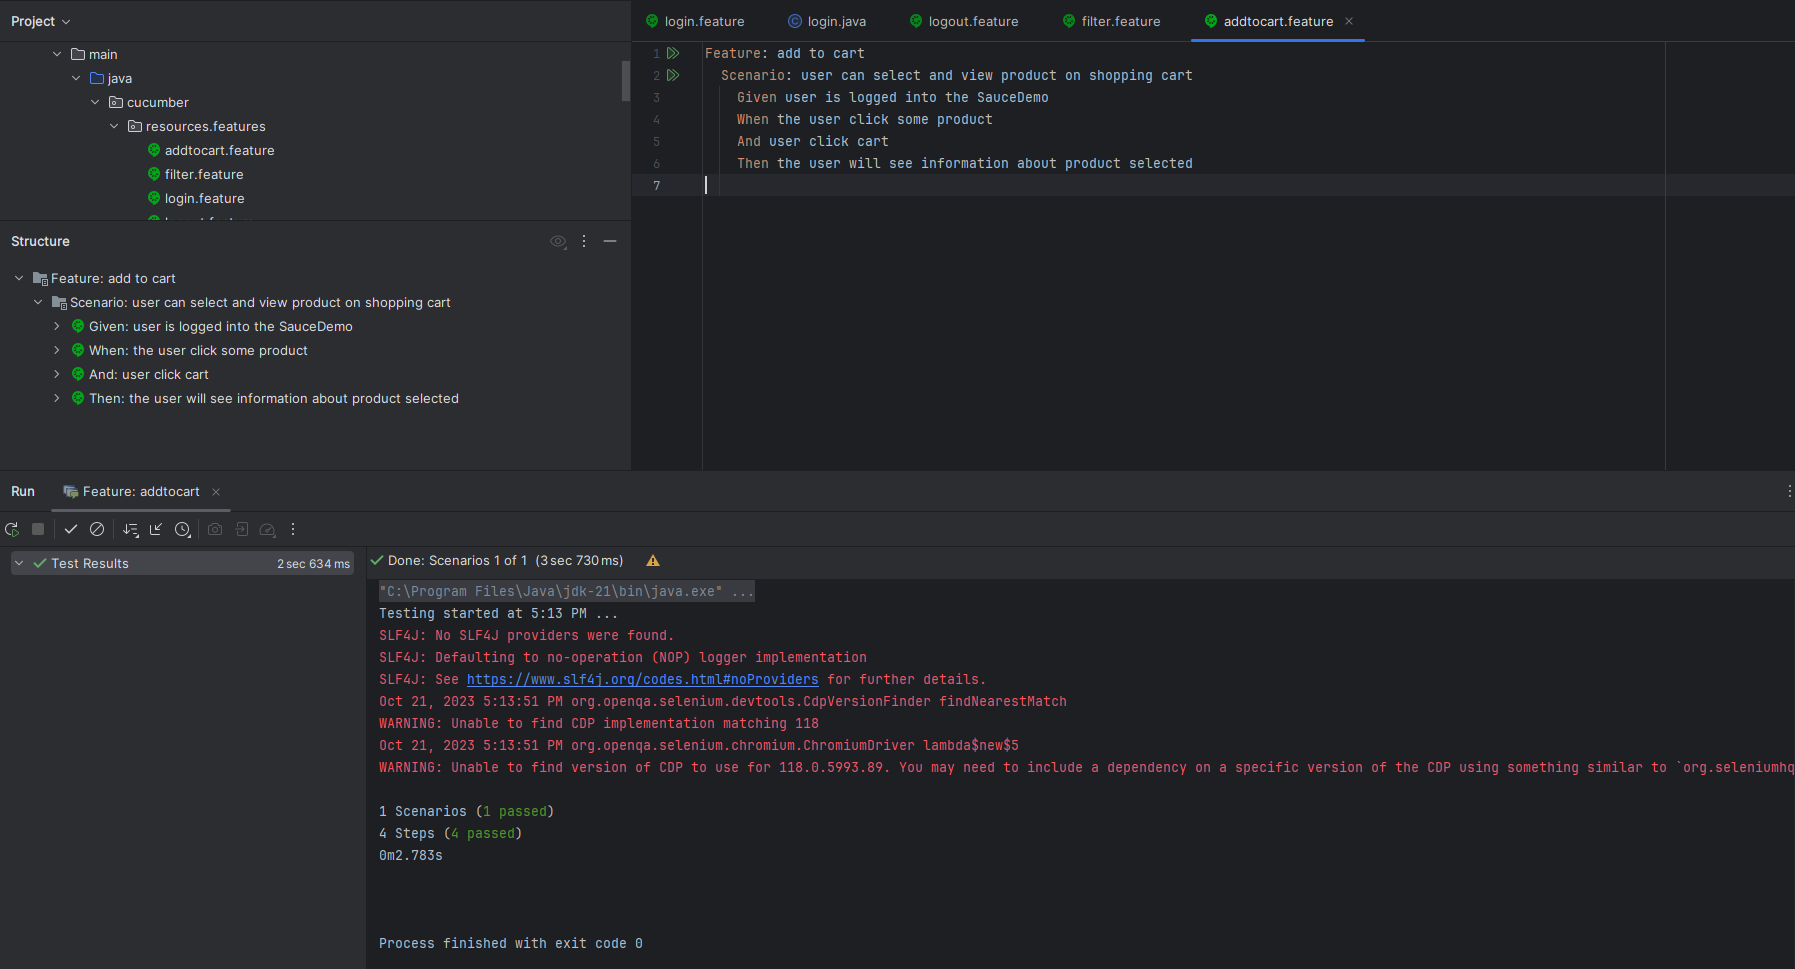 Project
main
java
cucumber
resources.features
addtocart.feature
filter.feature
login.feature
Structure
Feature: add to cart
Scenario: user can select and view product on shopping cart
Given: user is logged into the SauceDemo
When: the user click some product
And: user click cart
Then: the user will see information about product selected
login.feature login.java logout.feature filter.feature addtocart.feature
1 Feature: add to cart
2 Scenario: user can select and view product on shopping cart
3 Given user is logged into the SauceDemo
4 When the user click some product
5 And user click cart
6 Then the user will see information about product selected
7
Run Feature: addtocart
Test Results 2 sec 634 ms
Done: Scenarios 1 of 1 (3 sec 730 ms)
"C:\Program Files\Java\jdk-21\bin\java.exe" ...
Testing started at 5:13 PM ...
SLF4J: No SLF4J providers were found.
SLF4J: Defaulting to no-operation (NOP) logger implementation
SLF4J: See https://www.slf4j.org/codes.html#noProviders for further details.
Oct 21, 2023 5:13:51 PM org.openqa.selenium.devtools.CdpVersionFinder findNearestMatch
WARNING: Unable to find CDP implementation matching 118
Oct 21, 2023 5:13:51 PM org.openqa.selenium.chromium.ChromiumDriver lambda$new$5
WARNING: Unable to find version of CDP to use for 118.0.5993.89. You may need to include a dependency on a specific version of the CDP using something similar to `org.seleniumhq
1 Scenarios (1 passed)
4 Steps (4 passed)
0m2.783s
Process finished with exit code 0